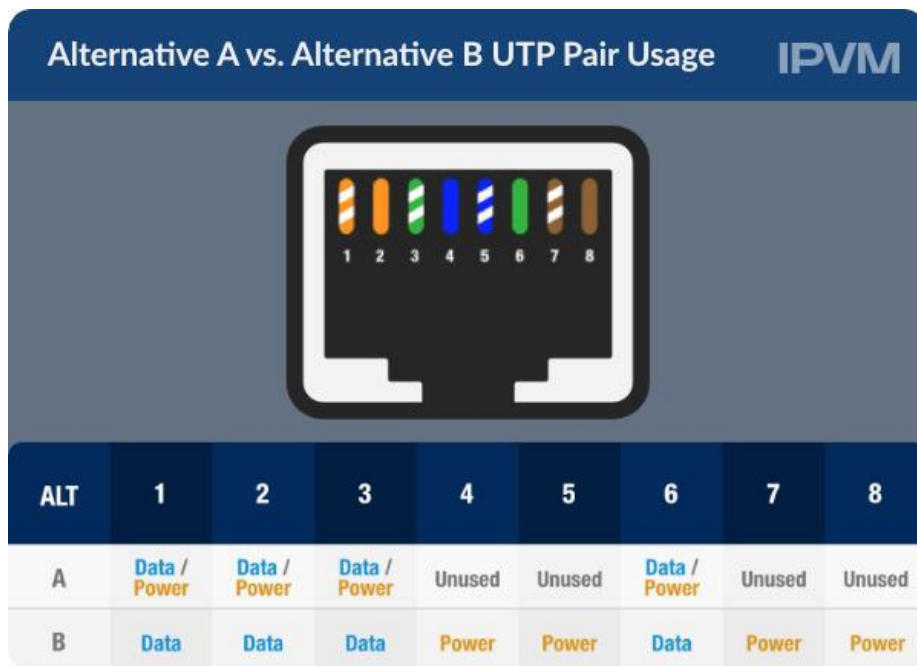 Alternative A vs. Alternative B UTP Pair Usage IPVM
1 2 3 4 5 6 7 8
ALT 1 2 3 4 5 6 7 8
A Data / Power Data / Power Data / Power Unused Unused Data / Power Unused Unused
B Data Data Data Power Power Data Power Power